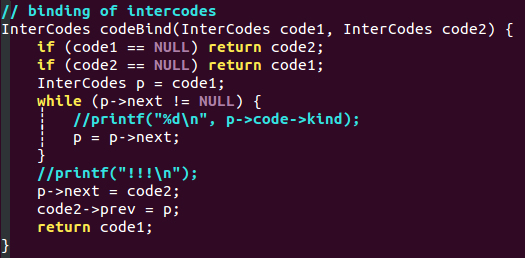 // binding of intercodes
InterCodes codeBind(InterCodes code1, InterCodes code2) {
    if (code1 == NULL) return code2;
    if (code2 == NULL) return code1;
    InterCodes p = code1;
    while (p->next != NULL) {
        //printf("%d\n", p->code->kind);
        p = p->next;
    }
    //printf("!!!\n");
    p->next = code2;
    code2->prev = p;
    return code1;
}